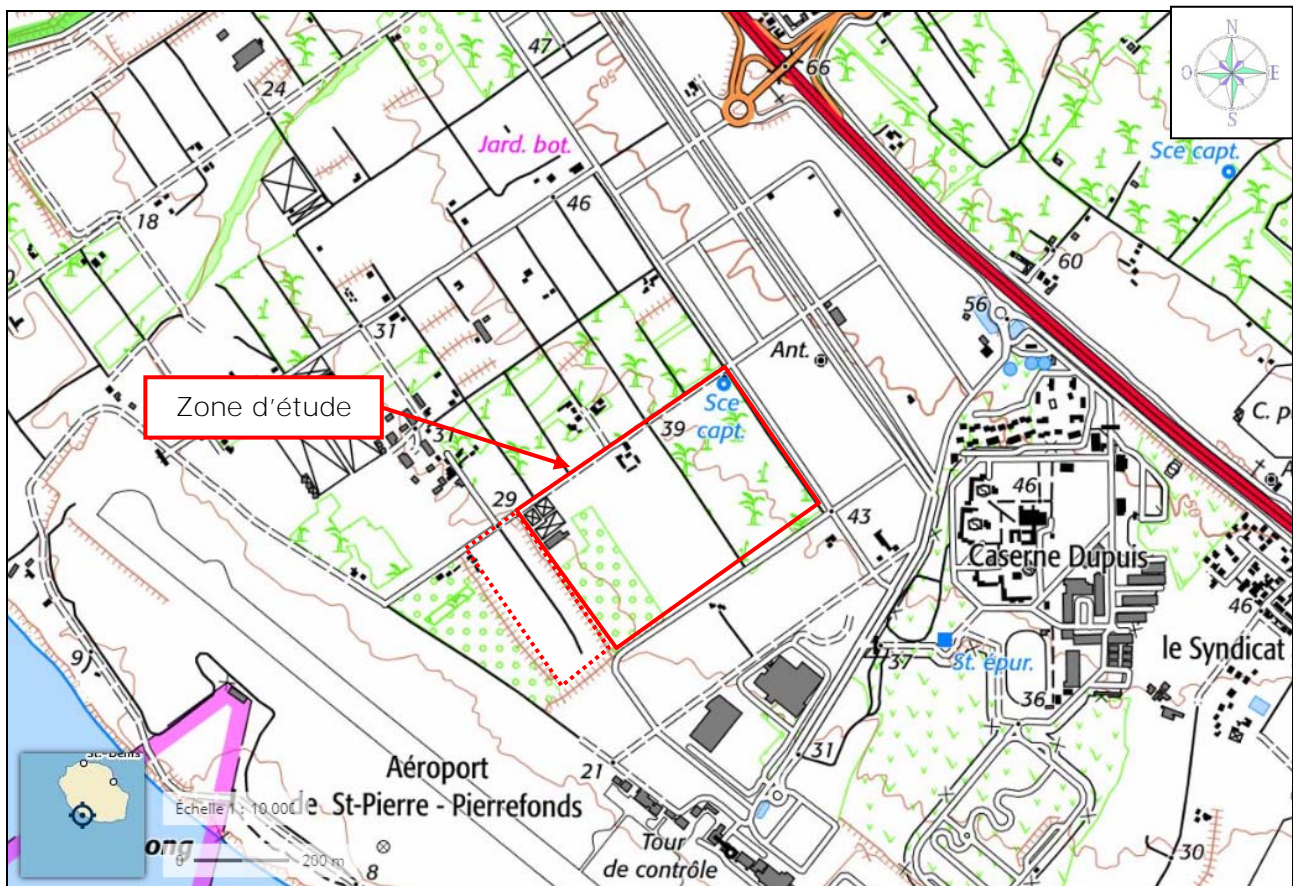 N
O
E
S
47
66
24
50
Jard. bot.
Sce capt.
46
18
60
56
31
Ant.
Zone d'étude
Sce
capt.
39
31
C. p
29
43
46
50
Caserne Dupuis
46
le Syndicat
9
37
St. épur.
36
St.-Denis
31
21
Aéroport
de St-Pierre - Pierrefonds
Échelle 1 : 10 000
Tour
de contrôle
ong
0
200 m
8
30